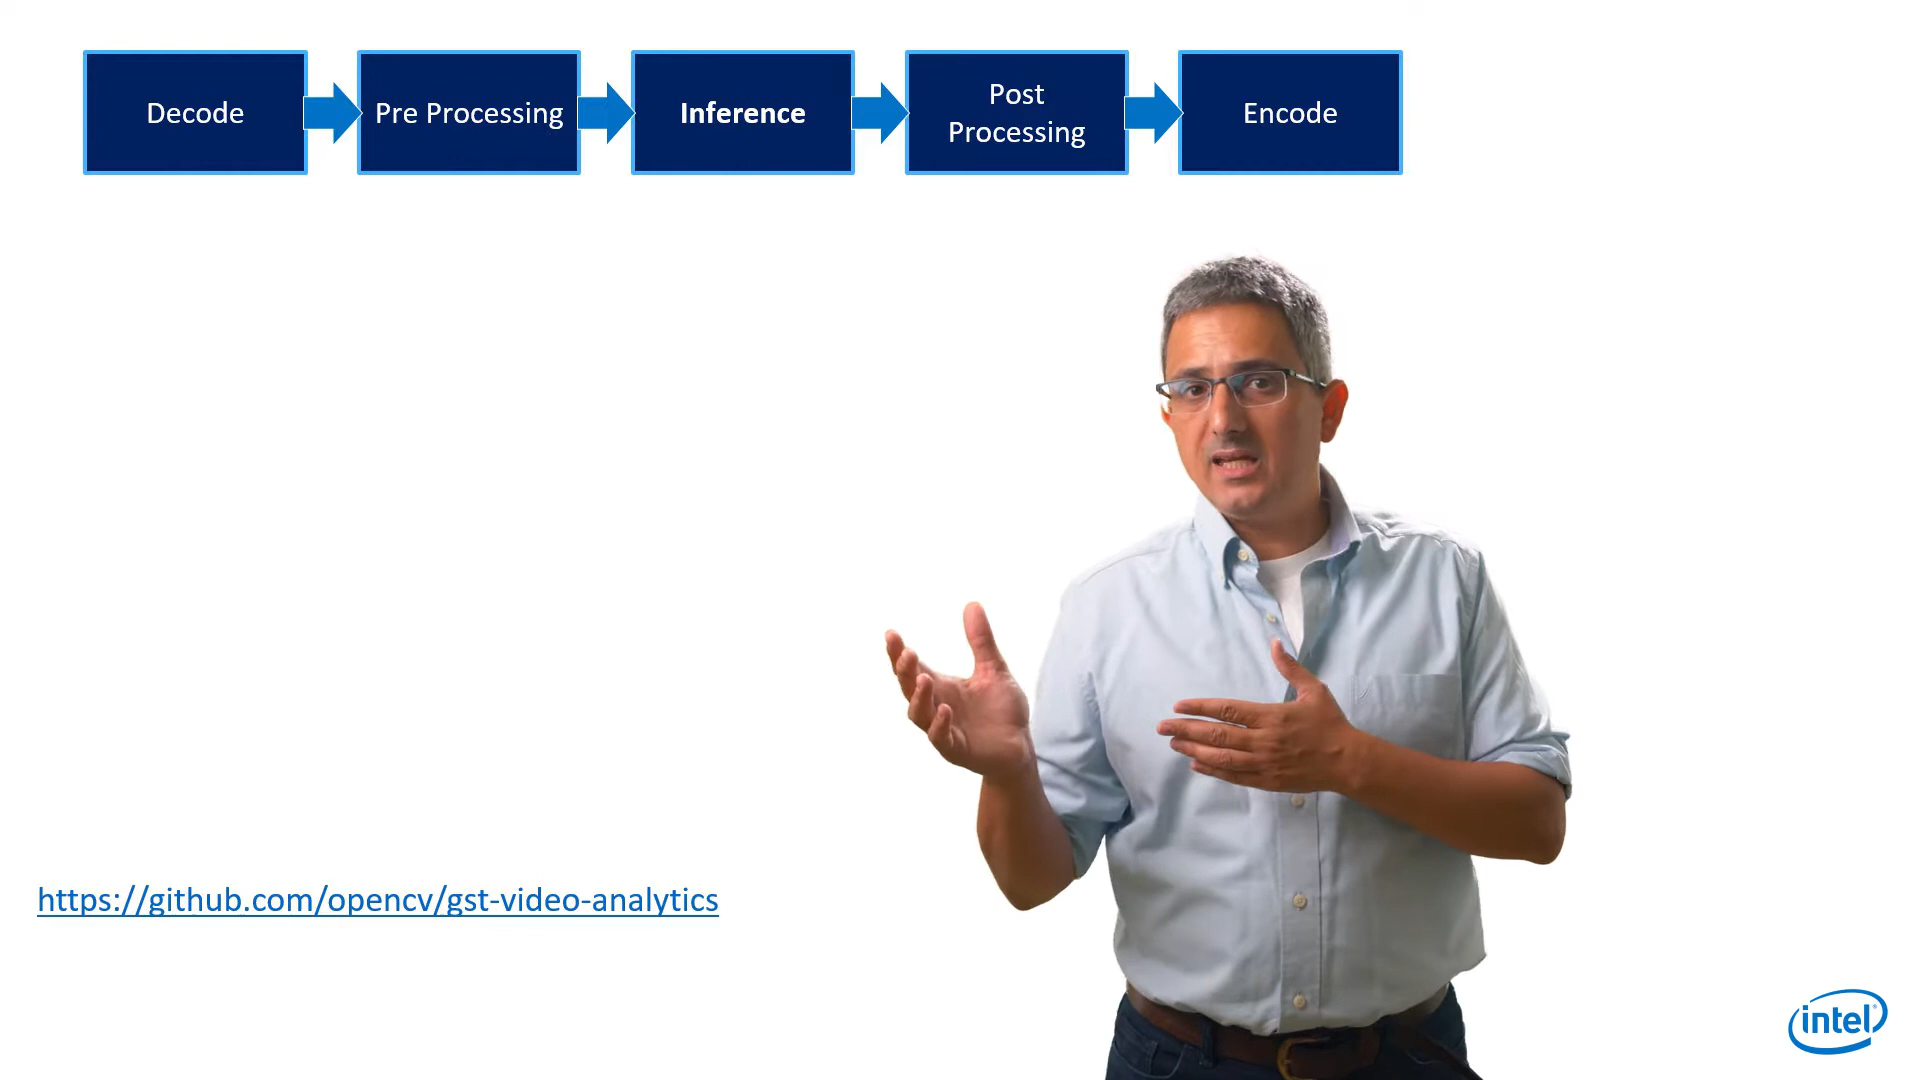 Decode
Pre Processing
Inference
Post
Processing
Encode
https://github.com/opencv/gst-video-analytics
intel